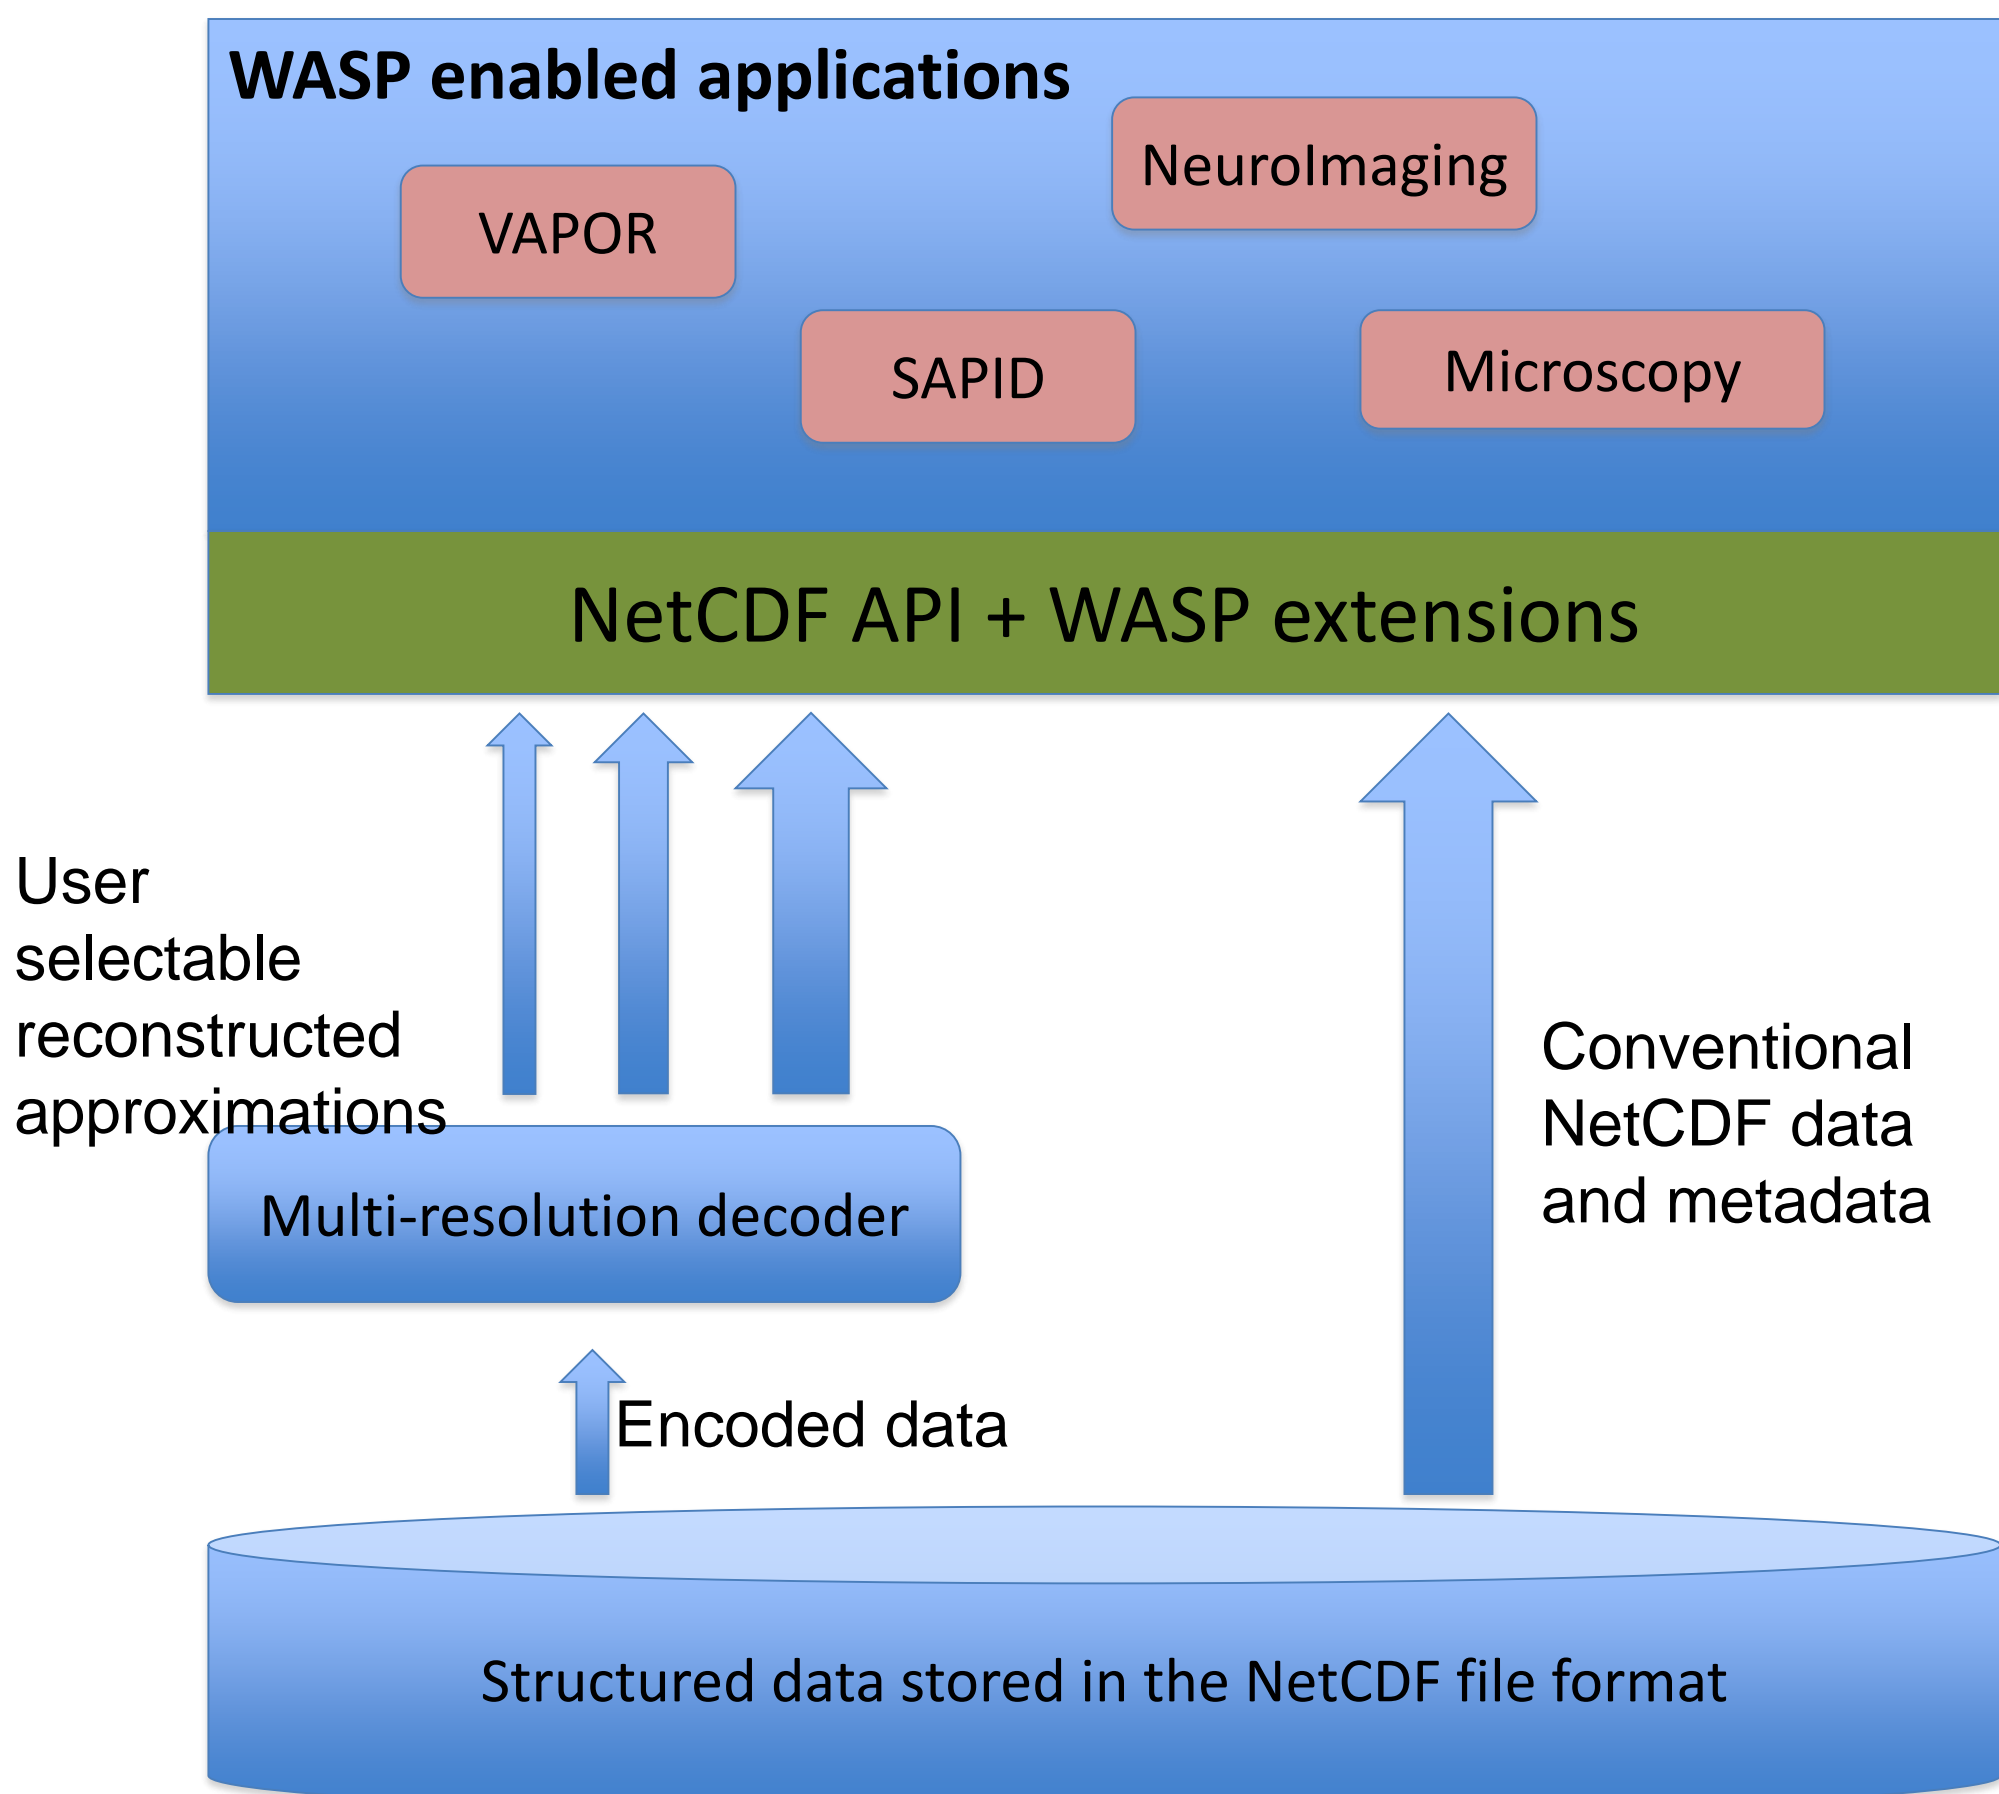 WASP enabled applications
NeuroImaging
VAPOR
SAPID
Microscopy
NetCDF API + WASP extensions
User
selectable
reconstructed
approximations
Conventional
NetCDF data
and metadata
Multi-resolution decoder
Encoded data
Structured data stored in the NetCDF file format